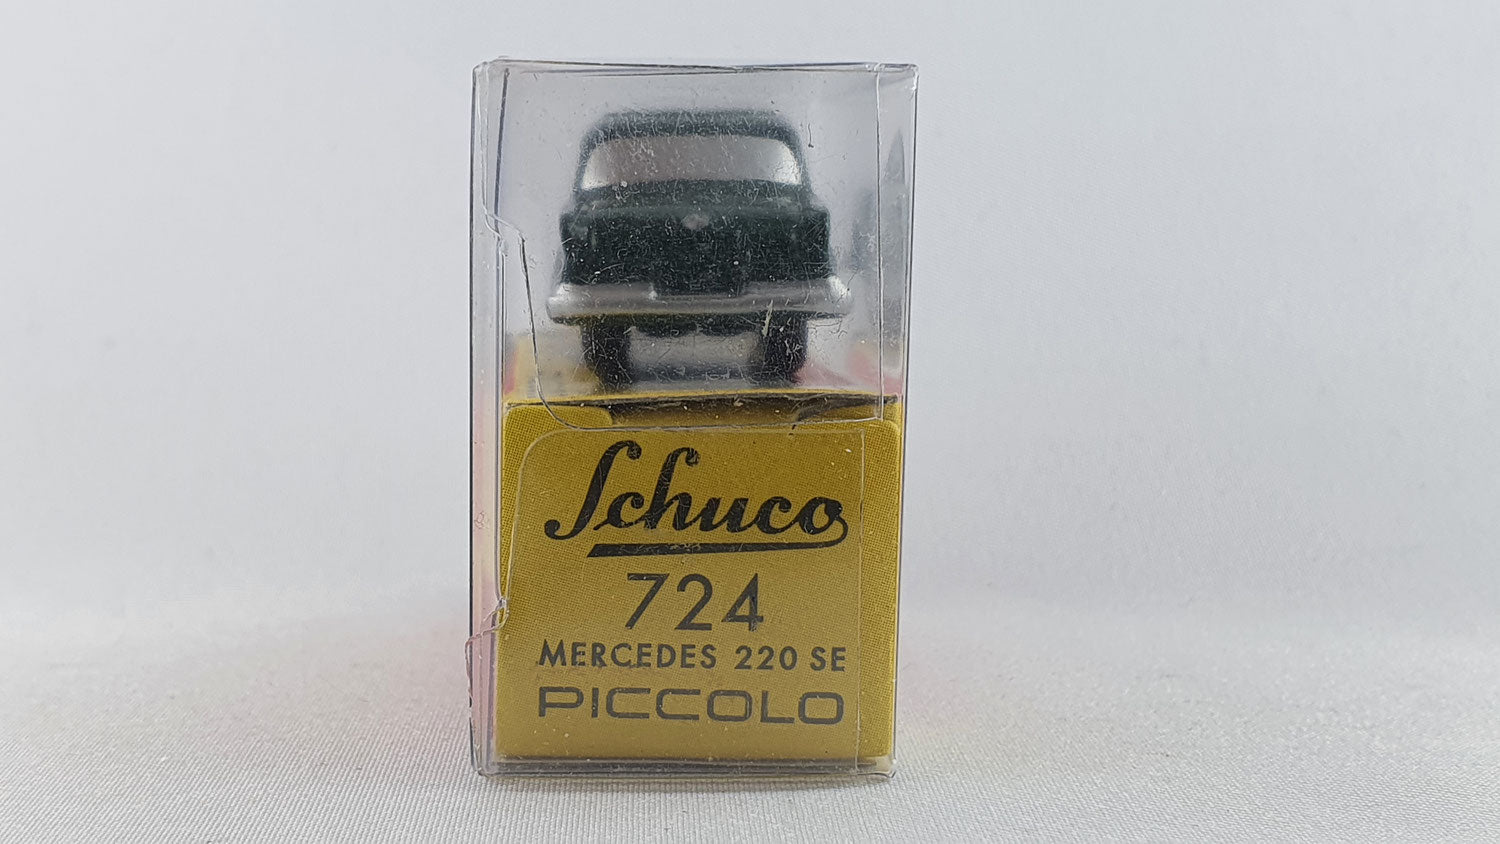 Schuco
724
MERCEDES 220 SE
PICCOLO